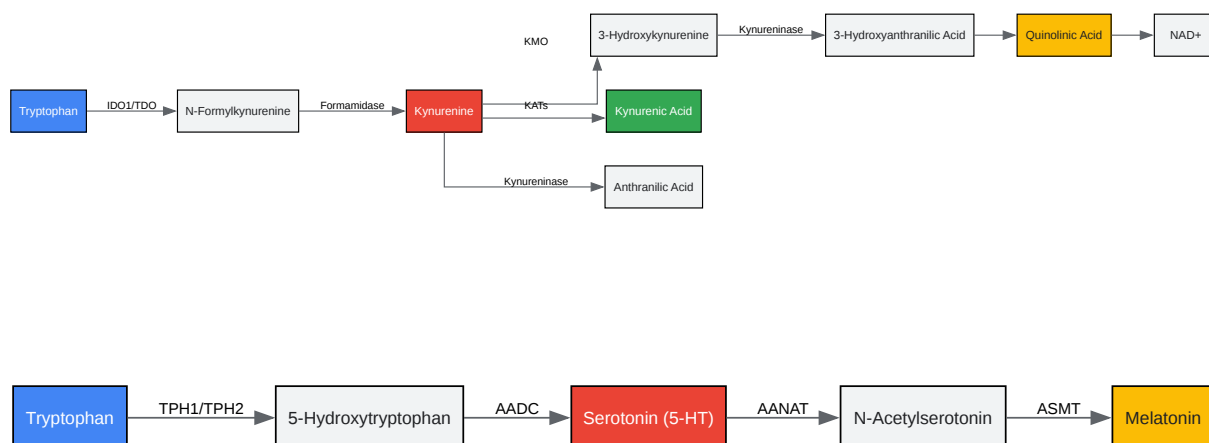 3-Hydroxykynurenine
Kynureninase
3-Hydroxyanthranilic Acid
Quinolinic Acid
NAD+
KMO
Tryptophan
IDO1/TDO
N-Formylkynurenine
Formamidase
Kynurenine
KATs
Kynurenic Acid
Kynureninase
Anthranilic Acid
Tryptophan
TPH1/TPH2
5-Hydroxytryptophan
AADC
Serotonin (5-HT)
AANAT
N-Acetylserotonin
ASMT
Melatonin